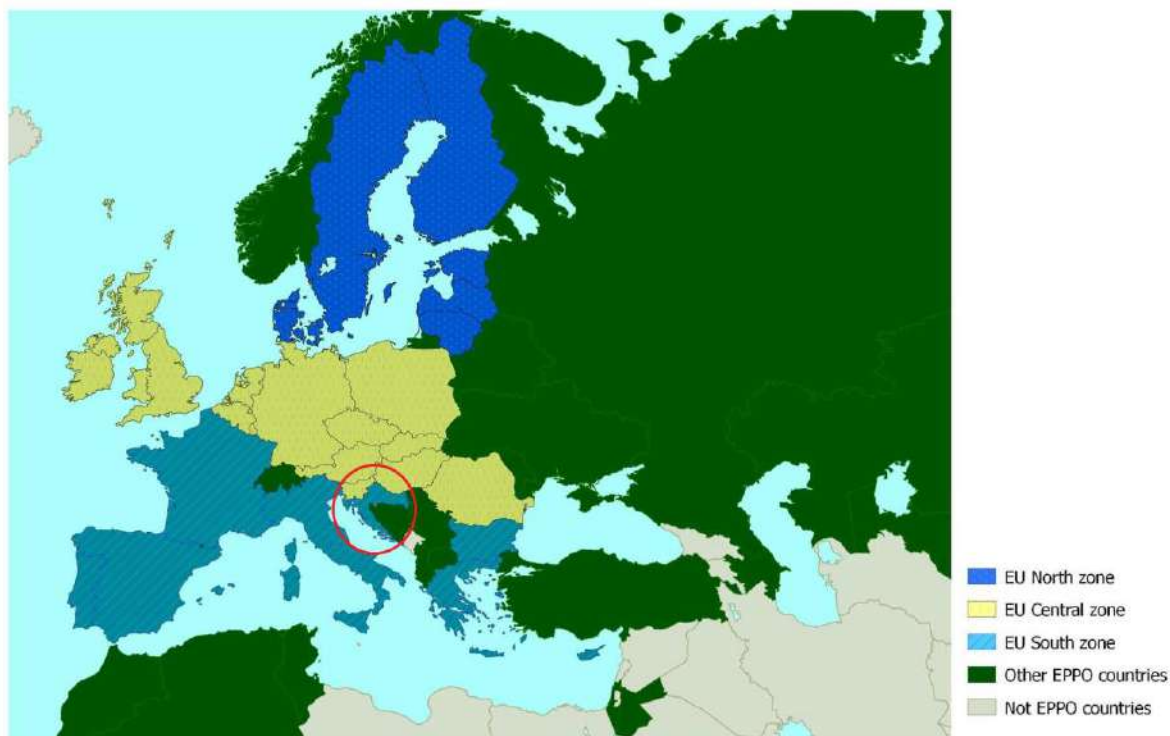 EU North zone
EU Central zone
EU South zone
Other EPPO countries
Not EPPO countries